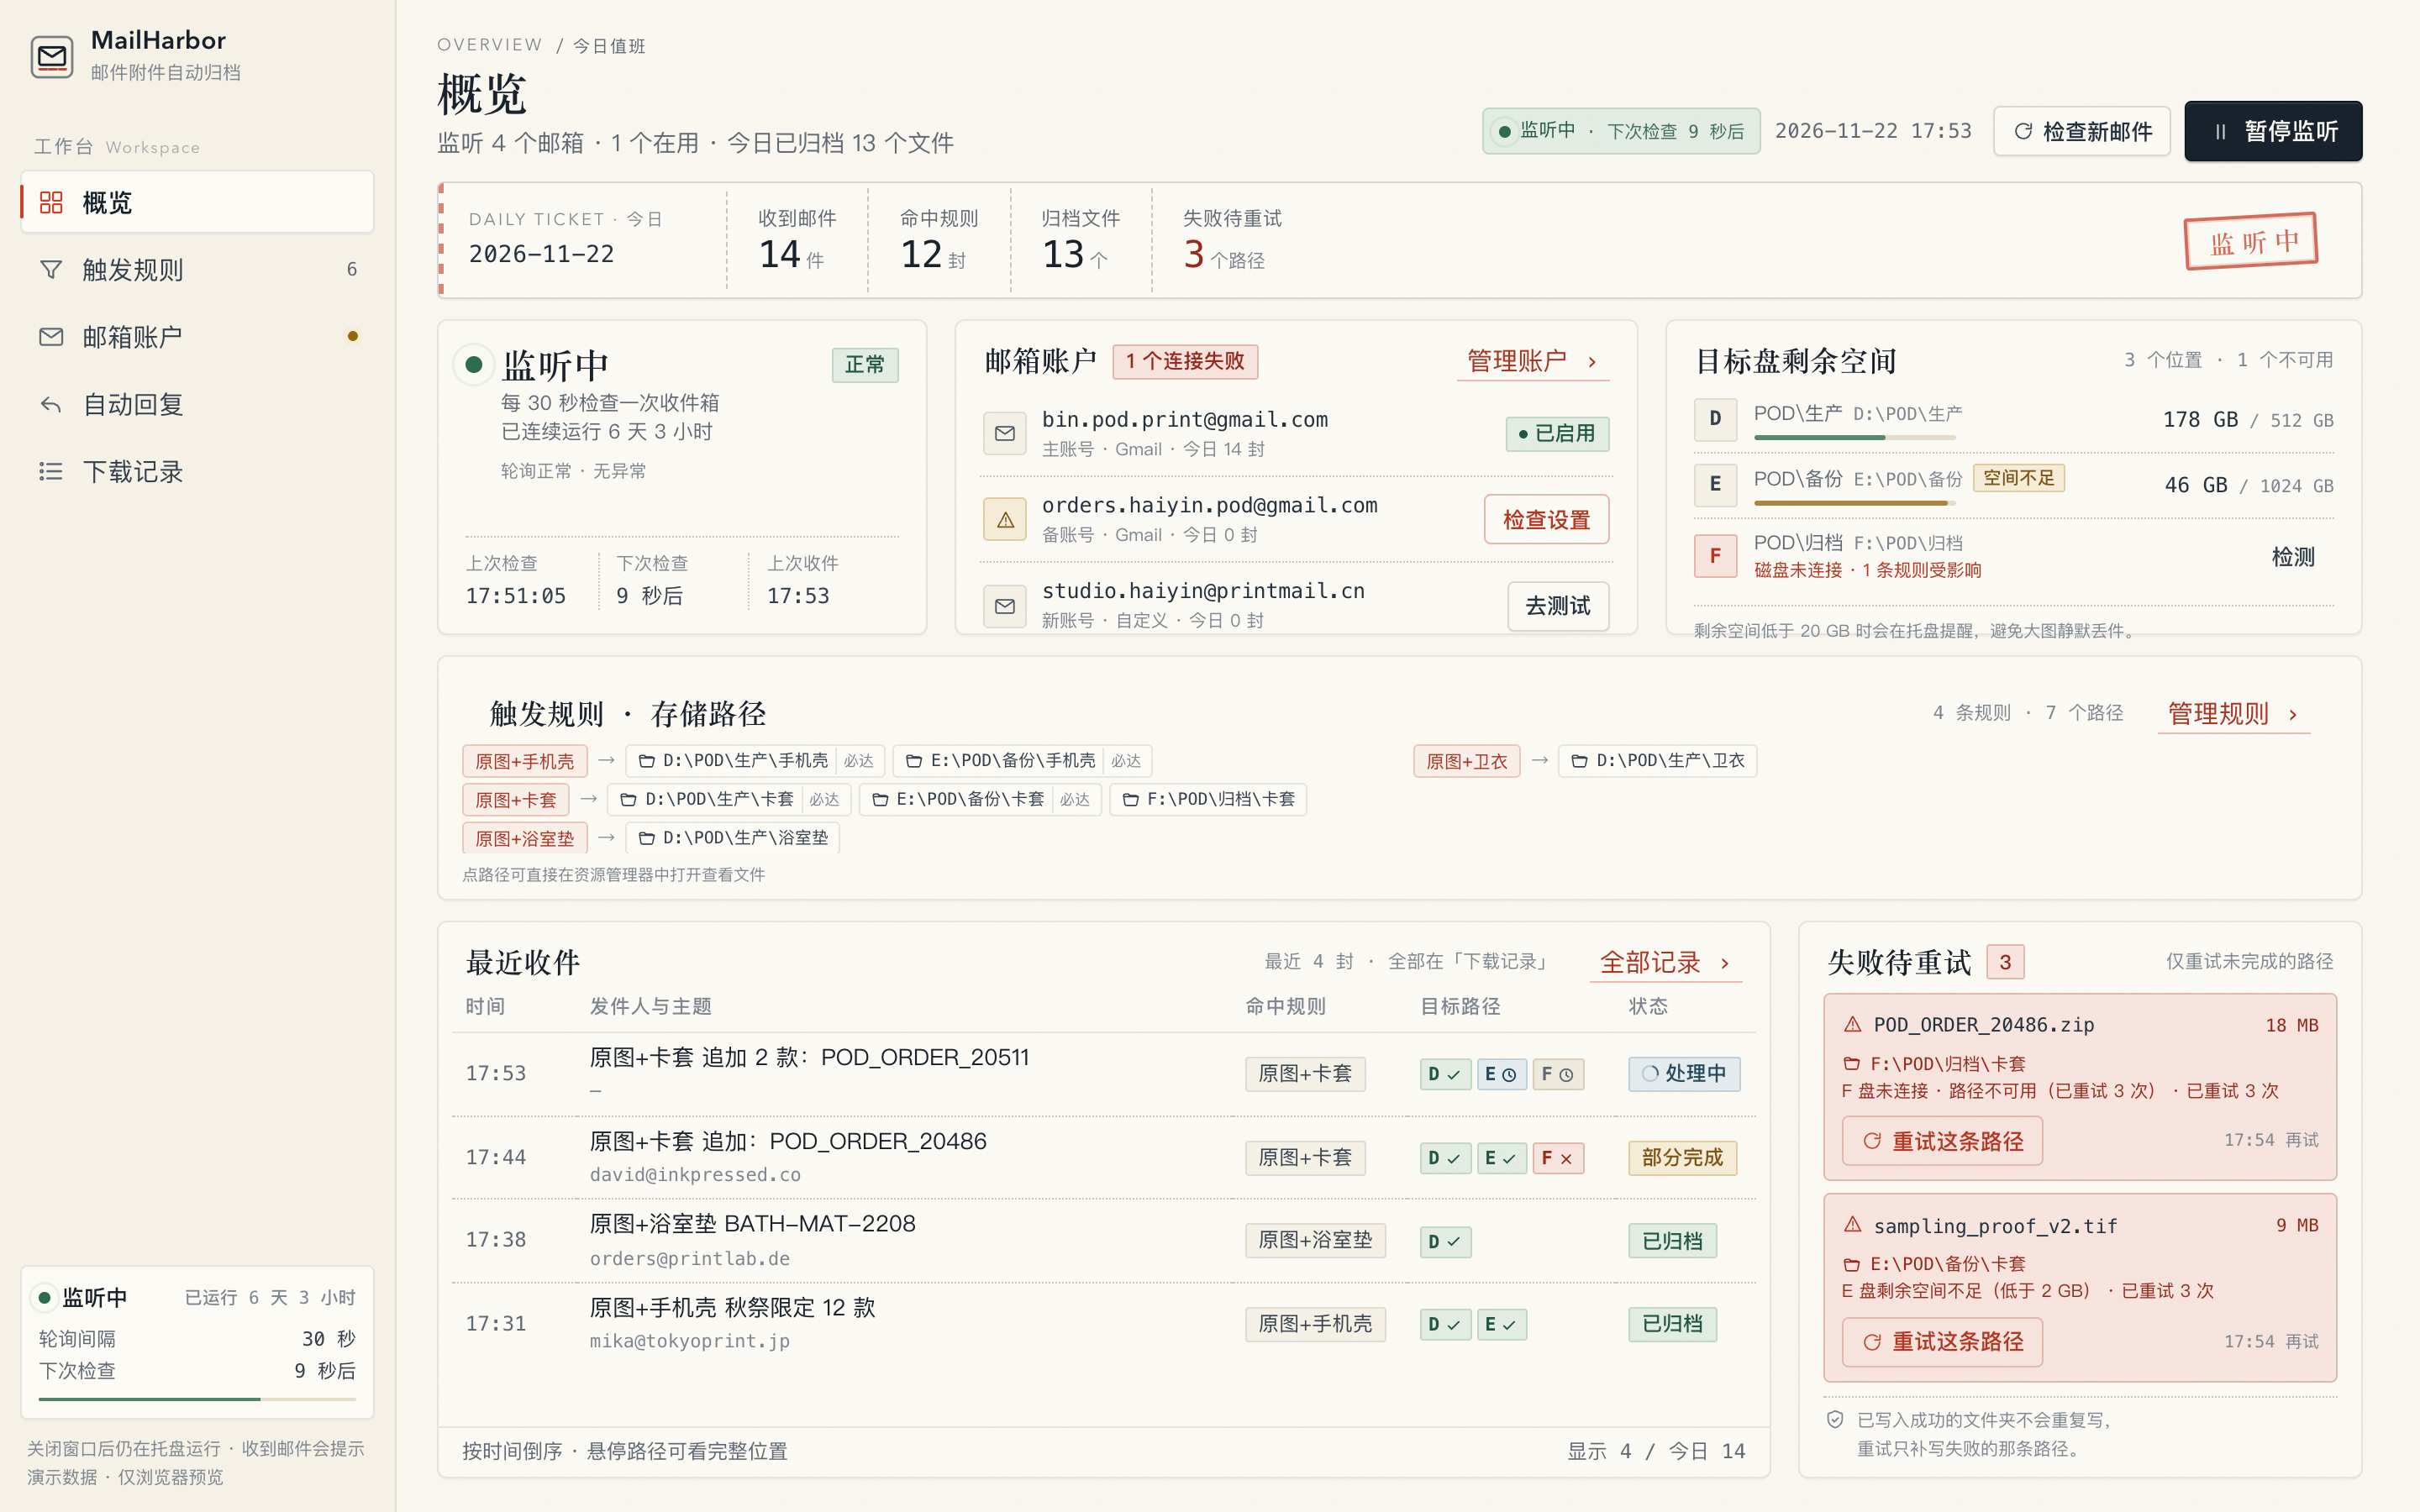 MailHarbor
邮件附件自动归档
工作台 Workspace
概览
触发规则 6
邮箱账户
自动回复
下载记录
监听中 已运行 6 天 3 小时
轮询间隔 30 秒
下次检查 9 秒后
关闭窗口后仍在托盘运行 · 收到邮件会提示
演示数据 · 仅浏览器预览
OVERVIEW / 今日值班
概览
监听 4 个邮箱 · 1 个在用 · 今日已归档 13 个文件
监听中 · 下次检查 9 秒后 2026-11-22 17:53 检查新邮件 暂停监听
DAILY TICKET · 今日
2026-11-22
收到邮件
14 件
命中规则
12 封
归档文件
13 个
失败待重试
3 个路径
监听中
监听中 正常
每 30 秒检查一次收件箱
已连续运行 6 天 3 小时
轮询正常 · 无异常
上次检查 下次检查 上次收件
17:51:05 9 秒后 17:53
邮箱账户 1 个连接失败 管理账户 ›
bin.pod.print@gmail.com 已启用
主账号 · Gmail · 今日 14 封
orders.haiyin.pod@gmail.com 检查设置
备账号 · Gmail · 今日 0 封
studio.haiyin@printmail.cn 去测试
新账号 · 自定义 · 今日 0 封
目标盘剩余空间 3 个位置 · 1 个不可用
D POD\生产 D:\POD\生产 178 GB / 512 GB
E POD\备份 E:\POD\备份 空间不足 46 GB / 1024 GB
F POD\归档 F:\POD\归档 检测
磁盘未连接 · 1 条规则受影响
剩余空间低于 20 GB 时会在托盘提醒，避免大图静默丢件。
触发规则 · 存储路径 4 条规则 · 7 个路径 管理规则 ›
原图+手机壳 → D:\POD\生产\手机壳 必达 E:\POD\备份\手机壳 必达 原图+卫衣 → D:\POD\生产\卫衣
原图+卡套 → D:\POD\生产\卡套 必达 E:\POD\备份\卡套 必达 F:\POD\归档\卡套
原图+浴室垫 → D:\POD\生产\浴室垫
点路径可直接在资源管理器中打开查看文件
最近收件 最近 4 封 · 全部在「下载记录」 全部记录 ›
时间 发件人与主题 命中规则 目标路径 状态
17:53 原图+卡套 追加 2 款：POD_ORDER_20511 原图+卡套 D E F 处理中
—
17:44 原图+卡套 追加：POD_ORDER_20486 原图+卡套 D ✓ E ✓ F × 部分完成
david@inkpressed.co
17:38 原图+浴室垫 BATH-MAT-2208 原图+浴室垫 D ✓ 已归档
orders@printlab.de
17:31 原图+手机壳 秋祭限定 12 款 原图+手机壳 D ✓ E ✓ 已归档
mika@tokyoprint.jp
按时间倒序 · 悬停路径可看完整位置 显示 4 / 今日 14
失败待重试 3 仅重试未完成的路径
POD_ORDER_20486.zip 18 MB
F:\POD\归档\卡套
F 盘未连接 · 路径不可用（已重试 3 次） · 已重试 3 次
重试这条路径 17:54 再试
sampling_proof_v2.tif 9 MB
E:\POD\备份\卡套
E 盘剩余空间不足（低于 2 GB） · 已重试 3 次
重试这条路径 17:54 再试
已写入成功的文件夹不会重复写，
重试只补写失败的那条路径。